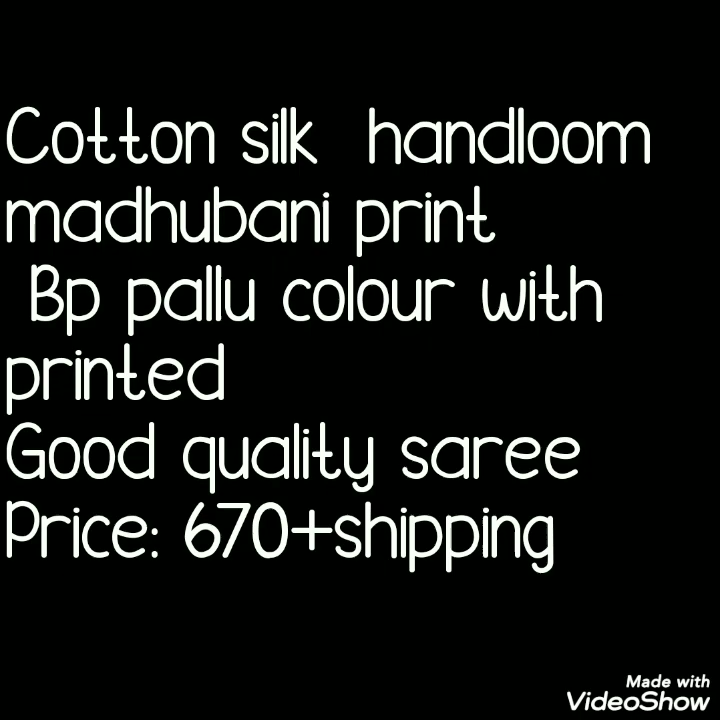 Cotton silk  handloom
madhubani print
Bp pallu colour with
printed
Good quality saree
Price: 670+shipping
Made with
VideoShow